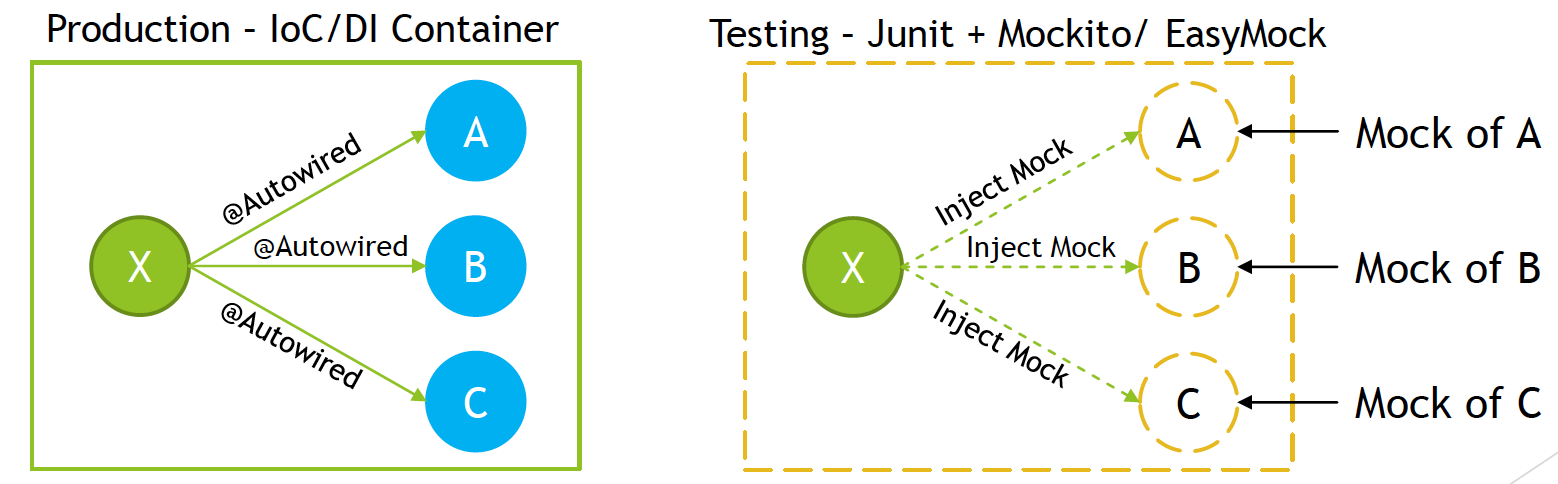 Production – IoC/DI Container
@Autowired
A
X
@Autowired
B
@Autowired
C
Testing – Junit + Mockito/ EasyMock
Inject Mock
A
Mock of A
X
Inject Mock
B
Mock of B
Inject Mock
C
Mock of C